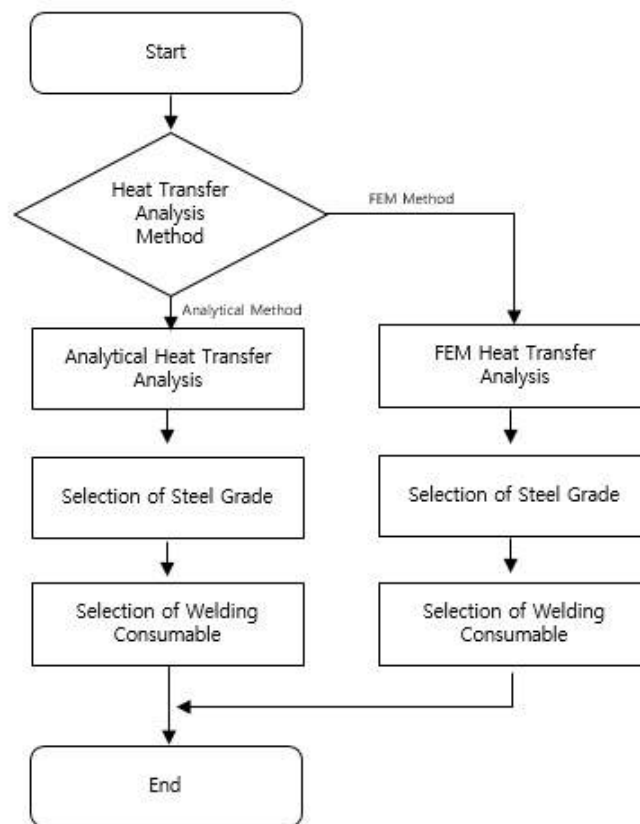 Start
Heat Transfer
Analysis
Method
FEM Method
Analytical Method
Analytical Heat Transfer
Analysis
FEM Heat Transfer
Analysis
Selection of Steel Grade
Selection of Steel Grade
Selection of Welding
Consumable
Selection of Welding
Consumable
End